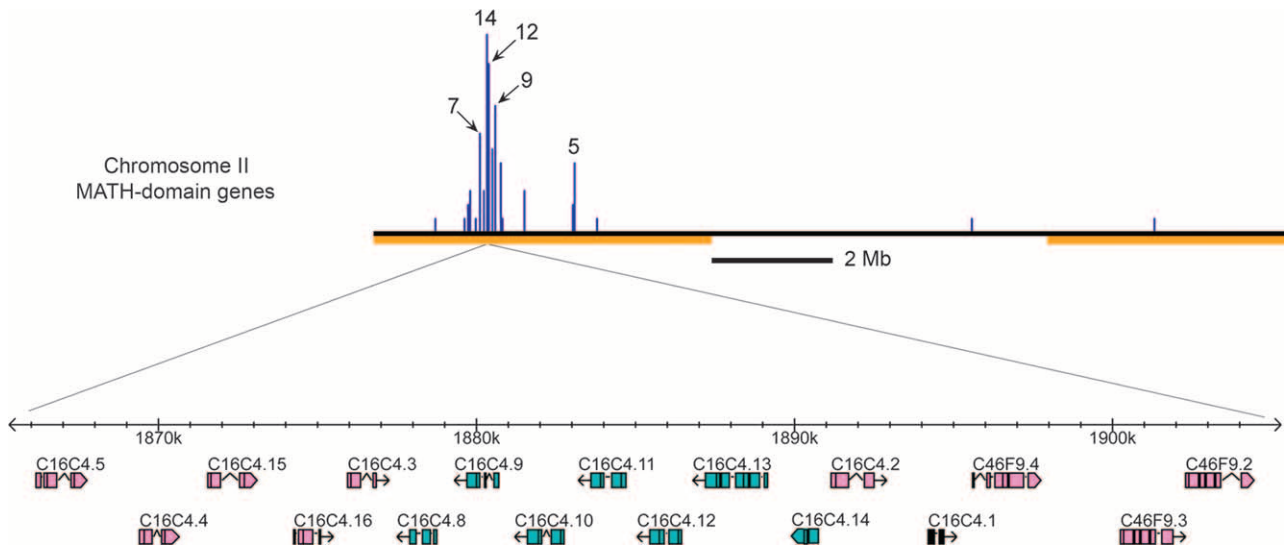 14
12
9
7
5
Chromosome II
MATH-domain genes
2 Mb
1870k 1880k 1890k 1900k
C16C4.5 C16C4.15 C16C4.3 C16C4.9 C16C4.11 C16C4.13 C16C4.2 C46F9.4 C46F9.2
C16C4.4 C16C4.16 C16C4.8 C16C4.10 C16C4.12 C16C4.14 C16C4.1 C46F9.3